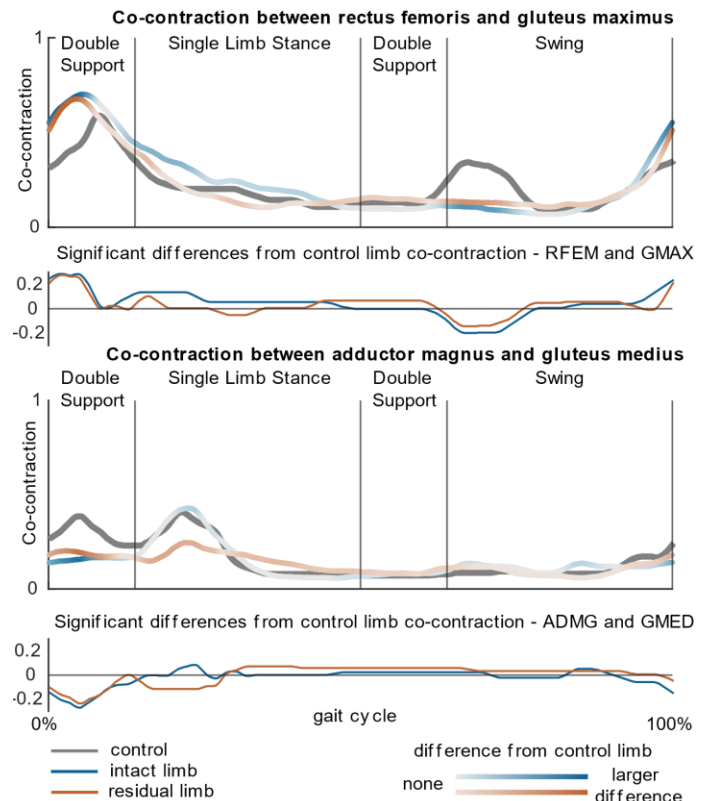 Co-contraction between rectus femoris and gluteus maximus
1
Double Support
Single Limb Stance
Double Support
Swing
Co-contraction
0
Significant differences from control limb co-contraction - RFEM and GMAX
0.2
0
-0.2
Co-contraction between adductor magnus and gluteus medius
Double Support
Single Limb Stance
Double Support
Swing
1
Co-contraction
0
Significant differences from control limb co-contraction - ADMG and GMED
0.2
0
-0.2
0%
gait cycle
100%
control
intact limb
residual limb
difference from control limb
none
larger difference